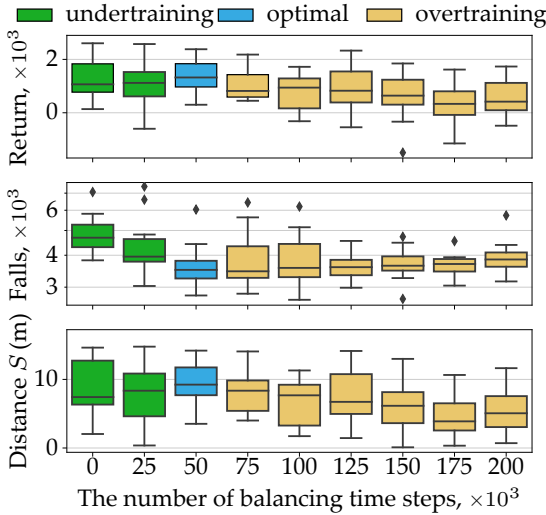 undertraining optimal overtraining
Return, ×10³
2
0
Falls, ×10³
6
4
3
Distance S (m)
10
0
0 25 50 75 100 125 150 175 200
The number of balancing time steps, ×10³